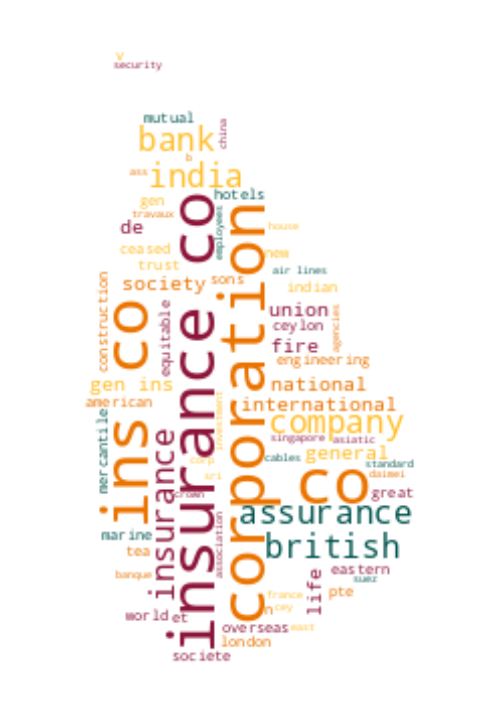 v
security
mutual
china
bank
b
ass
india
hotels
gen
travaux
de
employees
insurance co
corporation
house
ceased
trust
new
air lines
society
sons
indian
construction
ins co
equitable
union
ceylon
agencies
fire
engineering
gen ins
national
american
international
investment
company
mercantile
insurance
singapore
asiatic
general
cables
standard
corp
sri
co
daimei
crown
great
assurance
marine
association
british
tea
banque
eastern
suez
life
pte
france
n
cey
world
et
overseas
east
london
societe